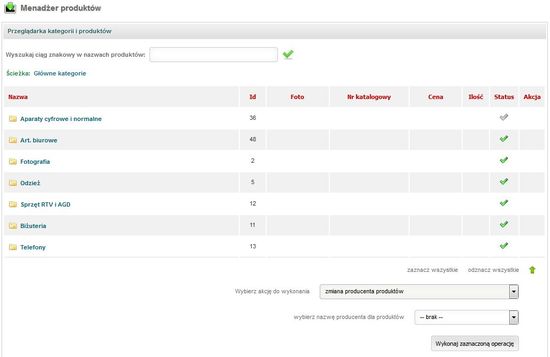 Menadżer produktów
Przeglądarka kategorii i produktów
Wyszukaj ciąg znakowy w nazwach produktów:
Ścieżka: Główne kategorie
Nazwa Id Foto Nr katalogowy Cena Ilość Status Akcja
Aparaty cyfrowe i normalne 36
Art. biurowe 48
Fotografia 2
Odzież 5
Sprzęt RTV i AGD 12
Biżuteria 11
Telefony 13
zaznacz wszystkie odznacz wszystkie
Wybierz akcję do wykonania zmiana producenta produktów
wybierz nazwę producenta dla produktów -- brak --
Wykonaj zaznaczoną operację